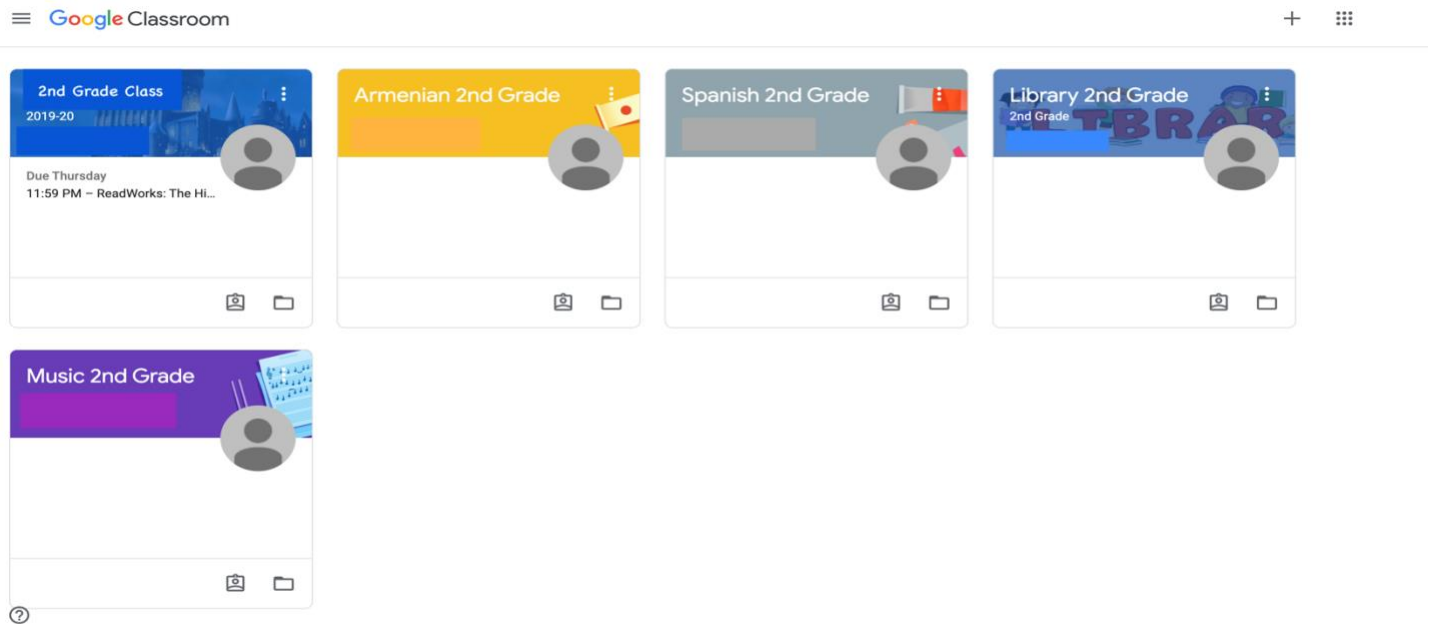 Google Classroom
2nd Grade Class
2019-20
Due Thursday
11:59 PM – ReadWorks: The Hi...
Armenian 2nd Grade
Spanish 2nd Grade
Library 2nd Grade
2nd Grade
LIBRAR
Music 2nd Grade